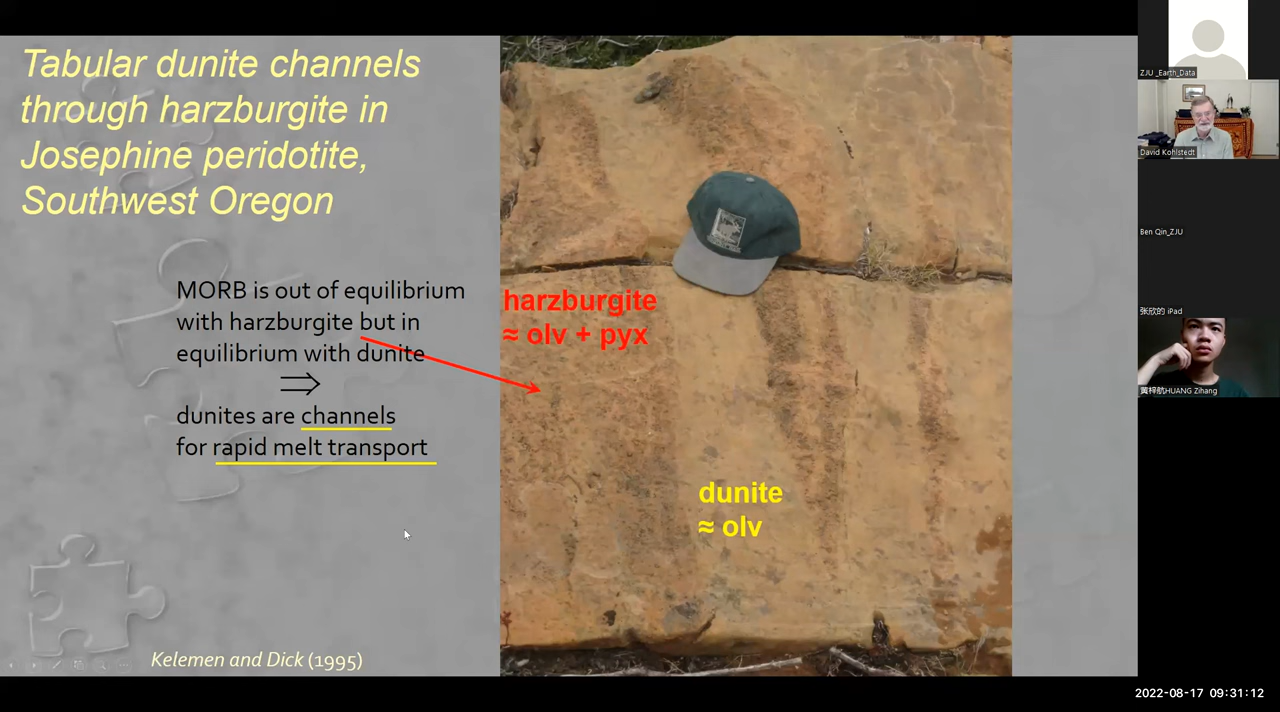 Tabular dunite channels
through harzburgite in
Josephine peridotite,
Southwest Oregon
MORB is out of equilibrium
with harzburgite but in
equilibrium with dunite
⇒
dunites are channels
for rapid melt transport
Kelemen and Dick (1995)
harzburgite
≈ olv + pyx
dunite
≈ olv
ZJU _Earth_Data
David Kohlstedt
Ben Qin_ZJU
张欣的 iPad
黄梓航HUANG Zihang
2022-08-17 09:31:12